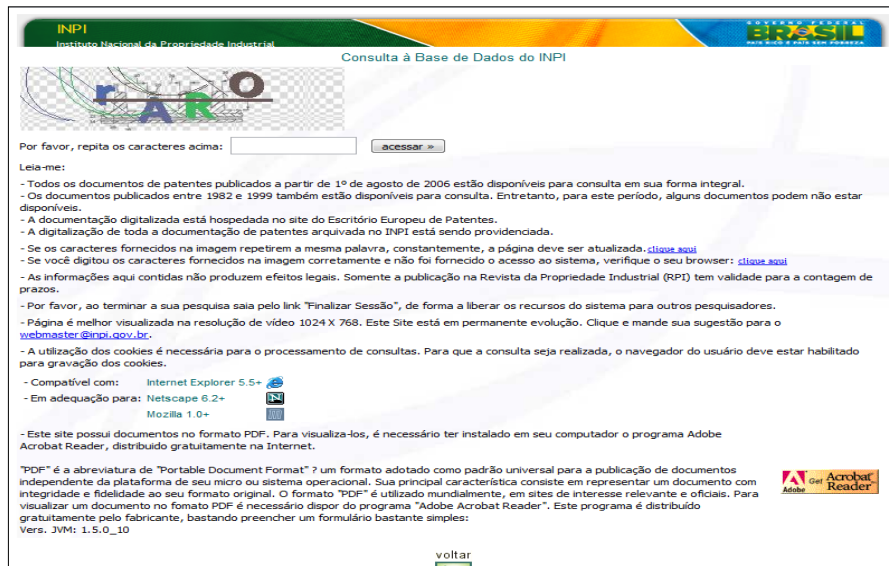 INPI
Instituto Nacional da Propriedade Industrial
GOVERNO FEDERAL
BRASIL
PAÍS RICO É PAÍS SEM POBREZA
Consulta à Base de Dados do INPI
rARO
Por favor, repita os caracteres acima:
acessar »
Leia-me:
- Todos os documentos de patentes publicados a partir de 1º de agosto de 2006 estão disponíveis para consulta em sua forma integral.
- Os documentos publicados entre 1982 e 1999 também estão disponíveis para consulta. Entretanto, para este período, alguns documentos podem não estar
disponíveis.
- A documentação digitalizada está hospedada no site do Escritório Europeu de Patentes.
- A digitalização de toda a documentação de patentes arquivada no INPI está sendo providenciada.
- Se os caracteres fornecidos na imagem repetirem a mesma palavra, constantemente, a página deve ser atualizada.clique aqui
- Se você digitou os caracteres fornecidos na imagem corretamente e não foi fornecido o acesso ao sistema, verifique o seu browser: clique aqui
- As informações aqui contidas não produzem efeitos legais. Somente a publicação na Revista da Propriedade Industrial (RPI) tem validade para a contagem de
prazos.
- Por favor, ao terminar a sua pesquisa saia pelo link "Finalizar Sessão", de forma a liberar os recursos do sistema para outros pesquisadores.
- Página é melhor visualizada na resolução de vídeo 1024 X 768. Este Site está em permanente evolução. Clique e mande sua sugestão para o
webmaster@inpi.gov.br.
- A utilização dos cookies é necessária para o processamento de consultas. Para que a consulta seja realizada, o navegador do usuário deve estar habilitado
para gravação dos cookies.
- Compatível com: Internet Explorer 5.5+
- Em adequação para: Netscape 6.2+
Mozilla 1.0+
- Este site possui documentos no formato PDF. Para visualiza-los, é necessário ter instalado em seu computador o programa Adobe
Acrobat Reader, distribuido gratuitamente na Internet.
"PDF" é a abreviatura de "Portable Document Format" ? um formato adotado como padrão universal para a publicação de documentos
independente da plataforma de seu micro ou sistema operacional. Sua principal característica consiste em representar um documento com
integridade e fidelidade ao seu formato original. O formato "PDF" é utilizado mundialmente, em sites de interesse relevante e oficiais. Para
visualizar um documento no fomato PDF é necessário dispor do programa "Adobe Acrobat Reader". Este programa é distribuído
gratuitamente pelo fabricante, bastando preencher um formulário bastante simples:
Vers. JVM: 1.5.0_10
Adobe Get Acrobat Reader
voltar